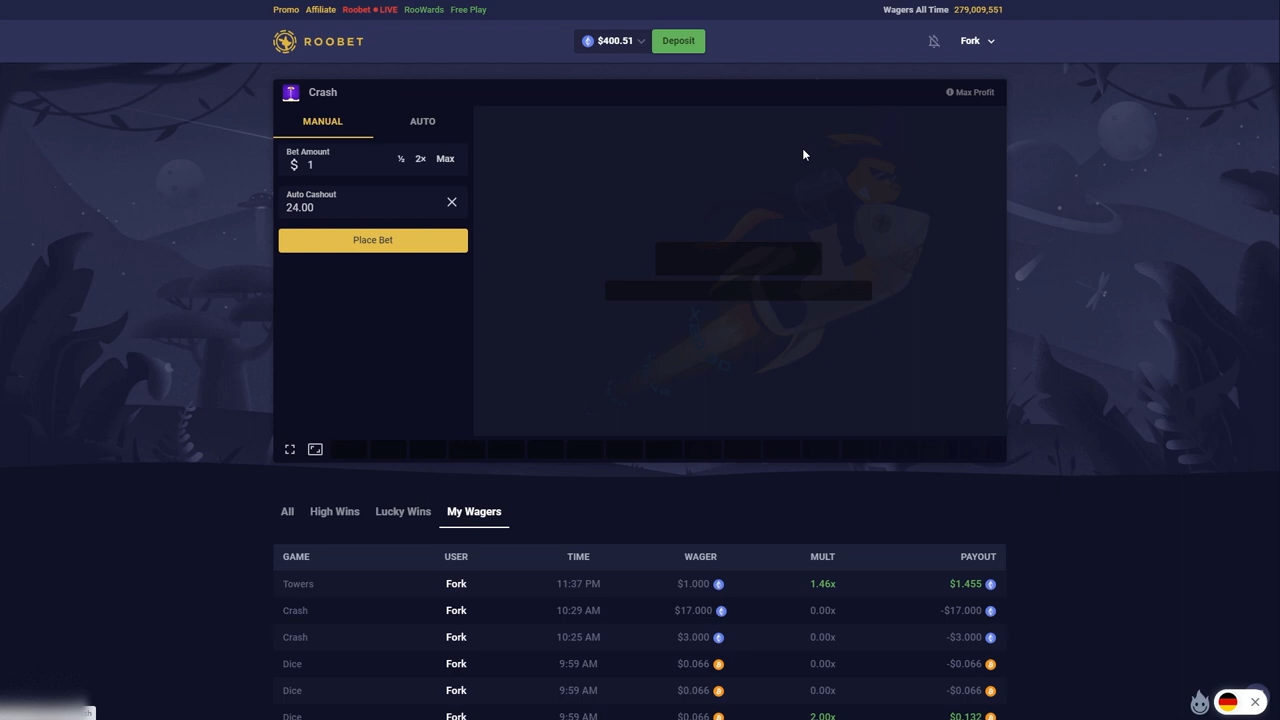 Promo Affiliate Roobet LIVE RooWards Free Play Wagers All Time 279,009,551
ROOBET $400.51 Deposit Fork
Crash Max Profit
MANUAL AUTO
Bet Amount
$ 1 ½ 2× Max
Auto Cashout
24.00
Place Bet
All High Wins Lucky Wins My Wagers
GAME USER TIME WAGER MULT PAYOUT
Towers Fork 11:37 PM $1.000 1.46x $1.455
Crash Fork 10:29 AM $17.000 0.00x -$17.000
Crash Fork 10:25 AM $3.000 0.00x -$3.000
Dice Fork 9:59 AM $0.066 0.00x -$0.066
Dice Fork 9:59 AM $0.066 0.00x -$0.066
Dice Fork 9:59 AM $0.066 2.00x $0.132